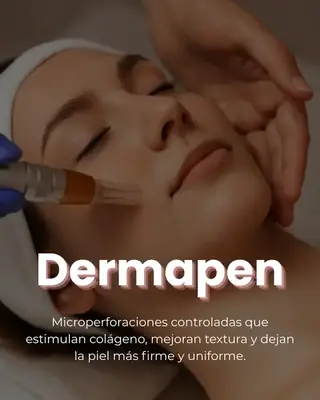 Dermapen
Microperforaciones controladas que
estimulan colágeno, mejoran textura y dejan
la piel más firme y uniforme.